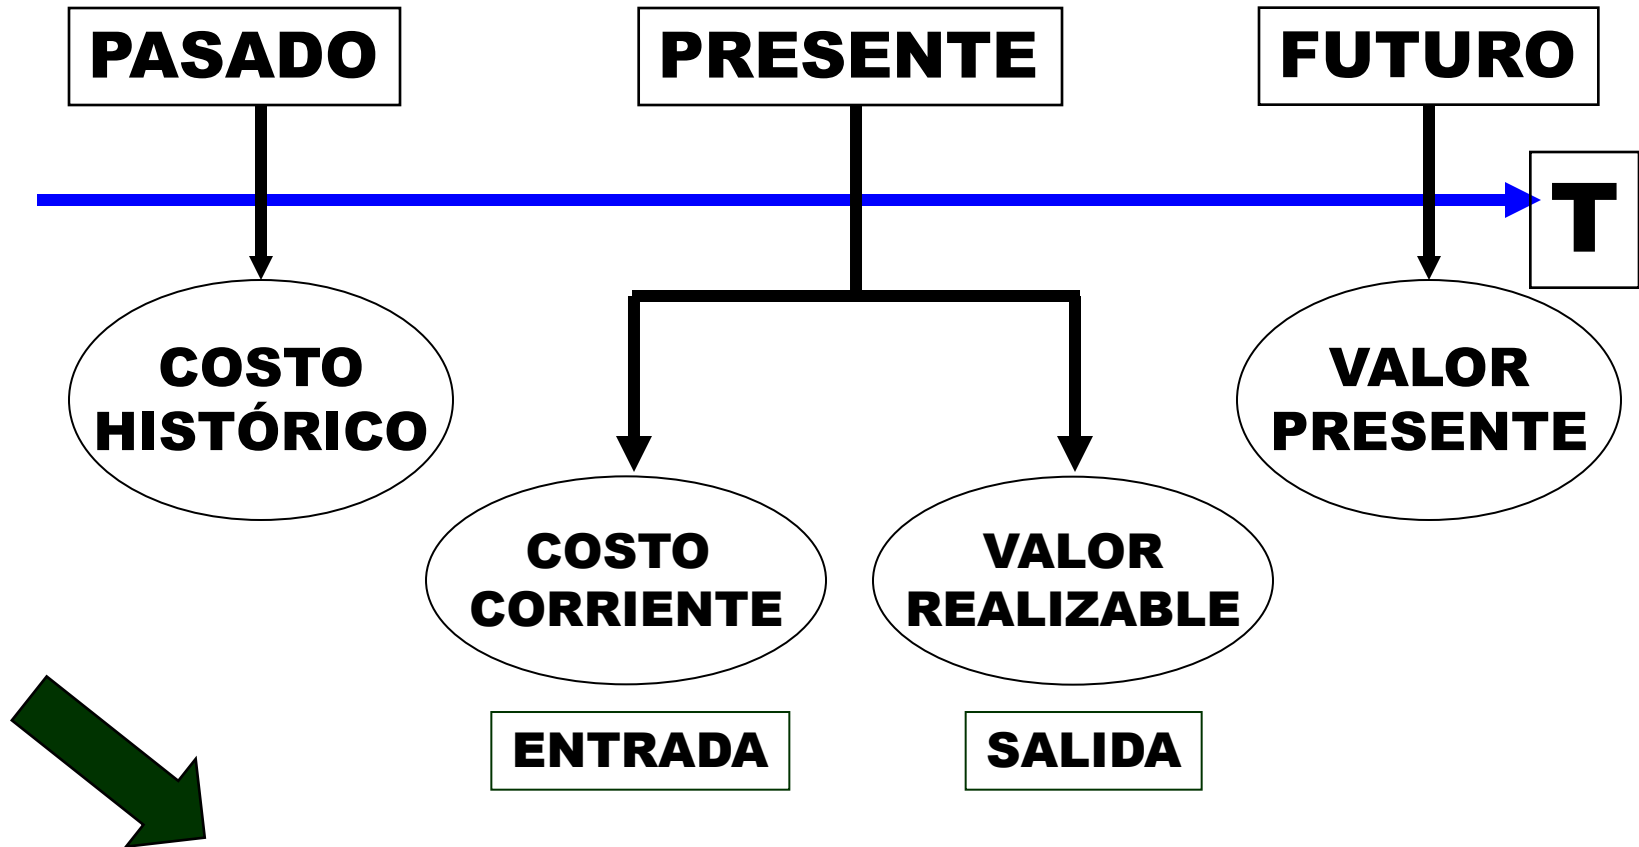 PASADO
PRESENTE
FUTURO
T
COSTO
HISTÓRICO
VALOR
PRESENTE
COSTO
CORRIENTE
VALOR
REALIZABLE
ENTRADA
SALIDA